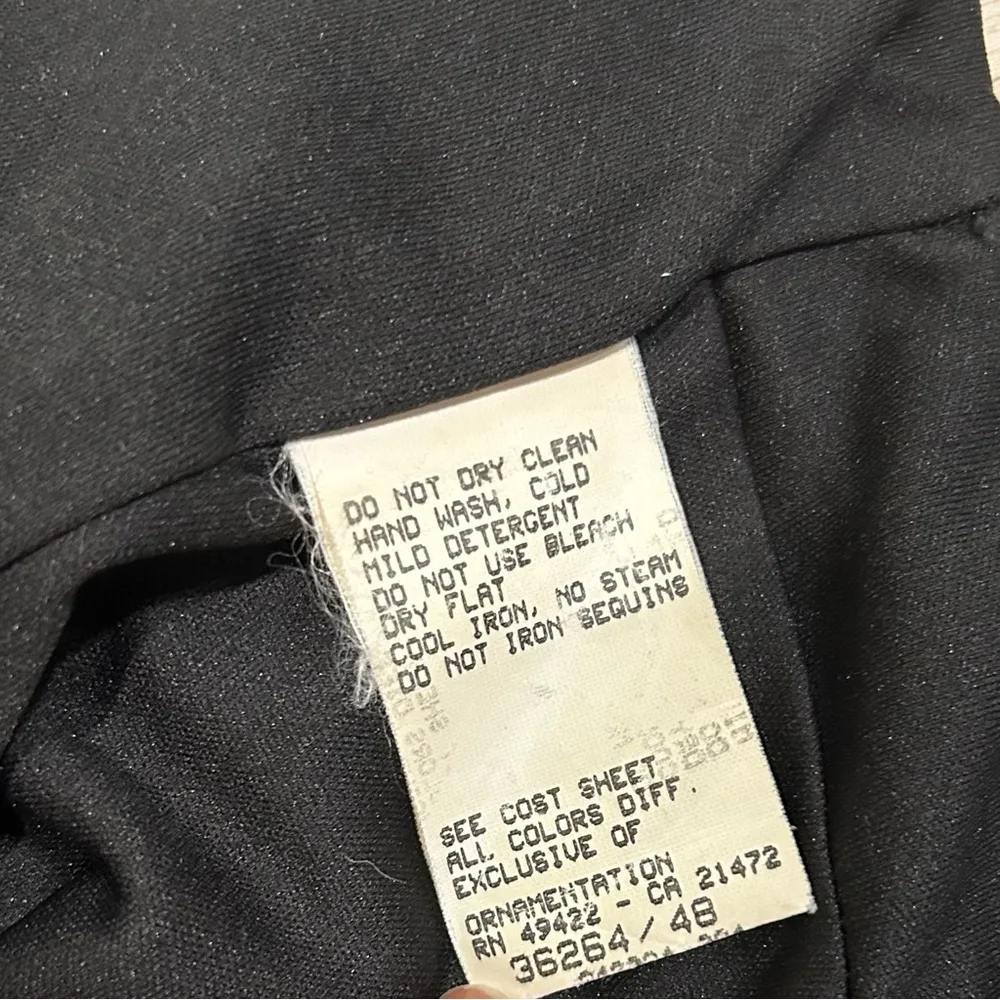 DO NOT DRY CLEAN
HAND WASH, COLD
MILD DETERGENT
DO NOT USE BLEACH
DRY FLAT
COOL IRON, NO STEAM
DO NOT IRON SEQUINS
SEE COST SHEET
ALL COLORS DIFF.
EXCLUSIVE OF
ORNAMENTATION
RN 49422 - CA 21472
36264/48